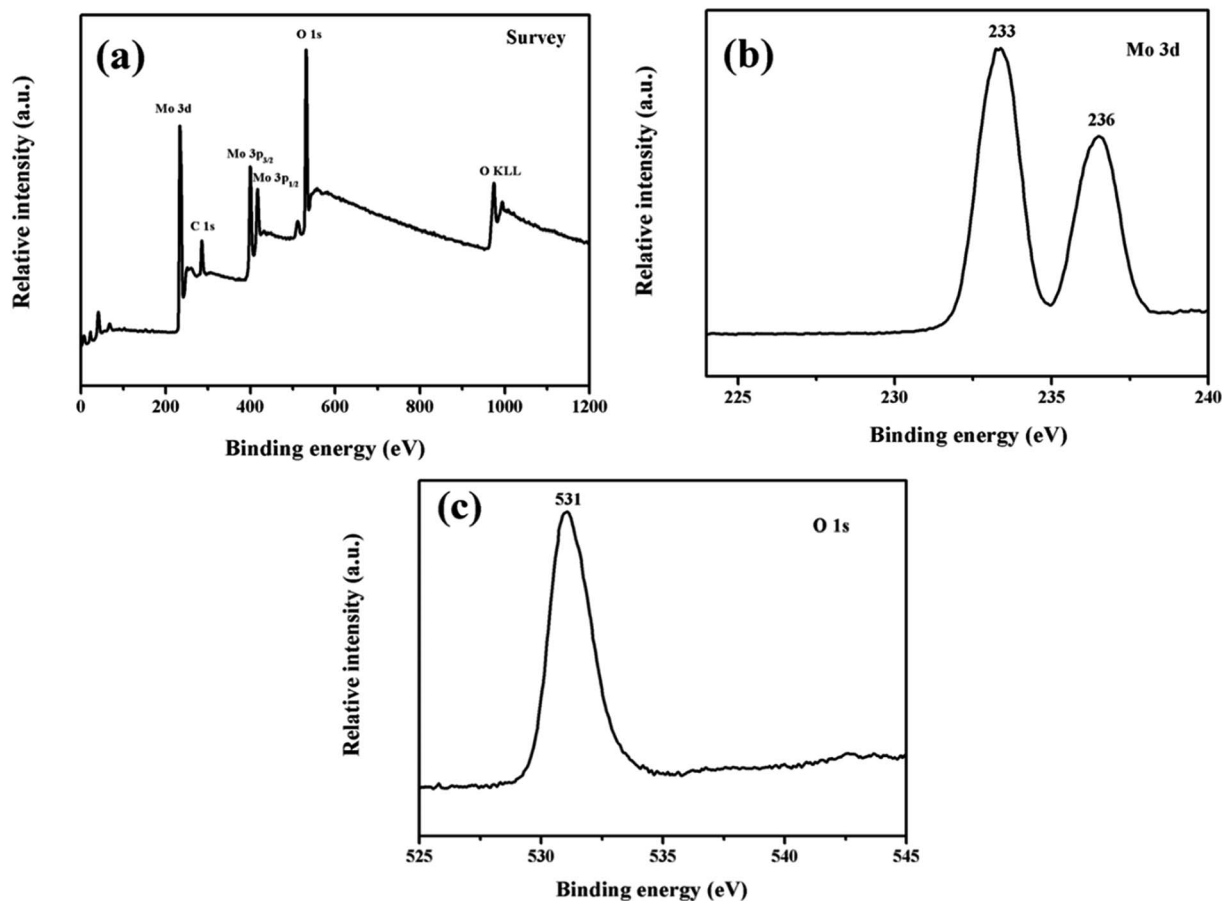 (a)
Survey
O 1s
Mo 3d
Mo 3p3/2
Mo 3p1/2
C 1s
O KLL
Relative intensity (a.u.)
0 200 400 600 800 1000 1200
Binding energy (eV)
(b)
233
Mo 3d
236
Relative intensity (a.u.)
225 230 235 240
Binding energy (eV)
(c)
531
O 1s
Relative intensity (a.u.)
525 530 535 540 545
Binding energy (eV)